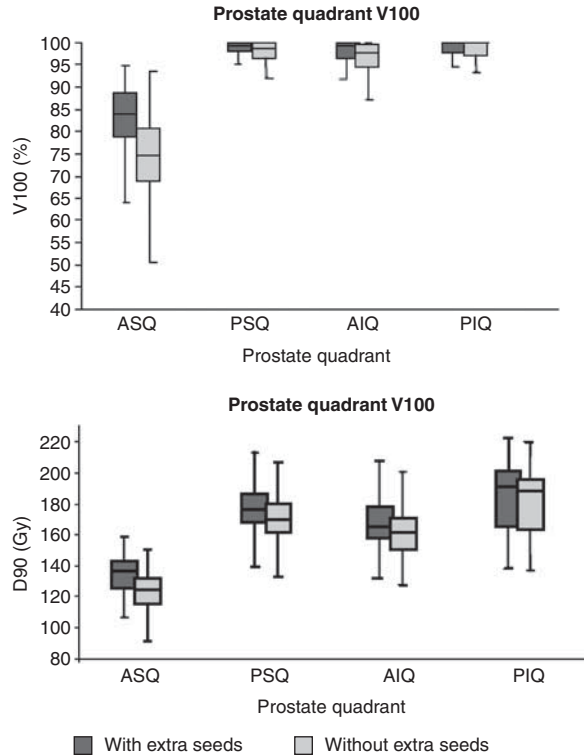 Prostate quadrant V100
V100 (%)
100
95
90
85
80
75
70
65
60
55
50
45
40
ASQ PSQ AIQ PIQ
Prostate quadrant
Prostate quadrant V100
D90 (Gy)
220
200
180
160
140
120
100
80
ASQ PSQ AIQ PIQ
Prostate quadrant
With extra seeds Without extra seeds